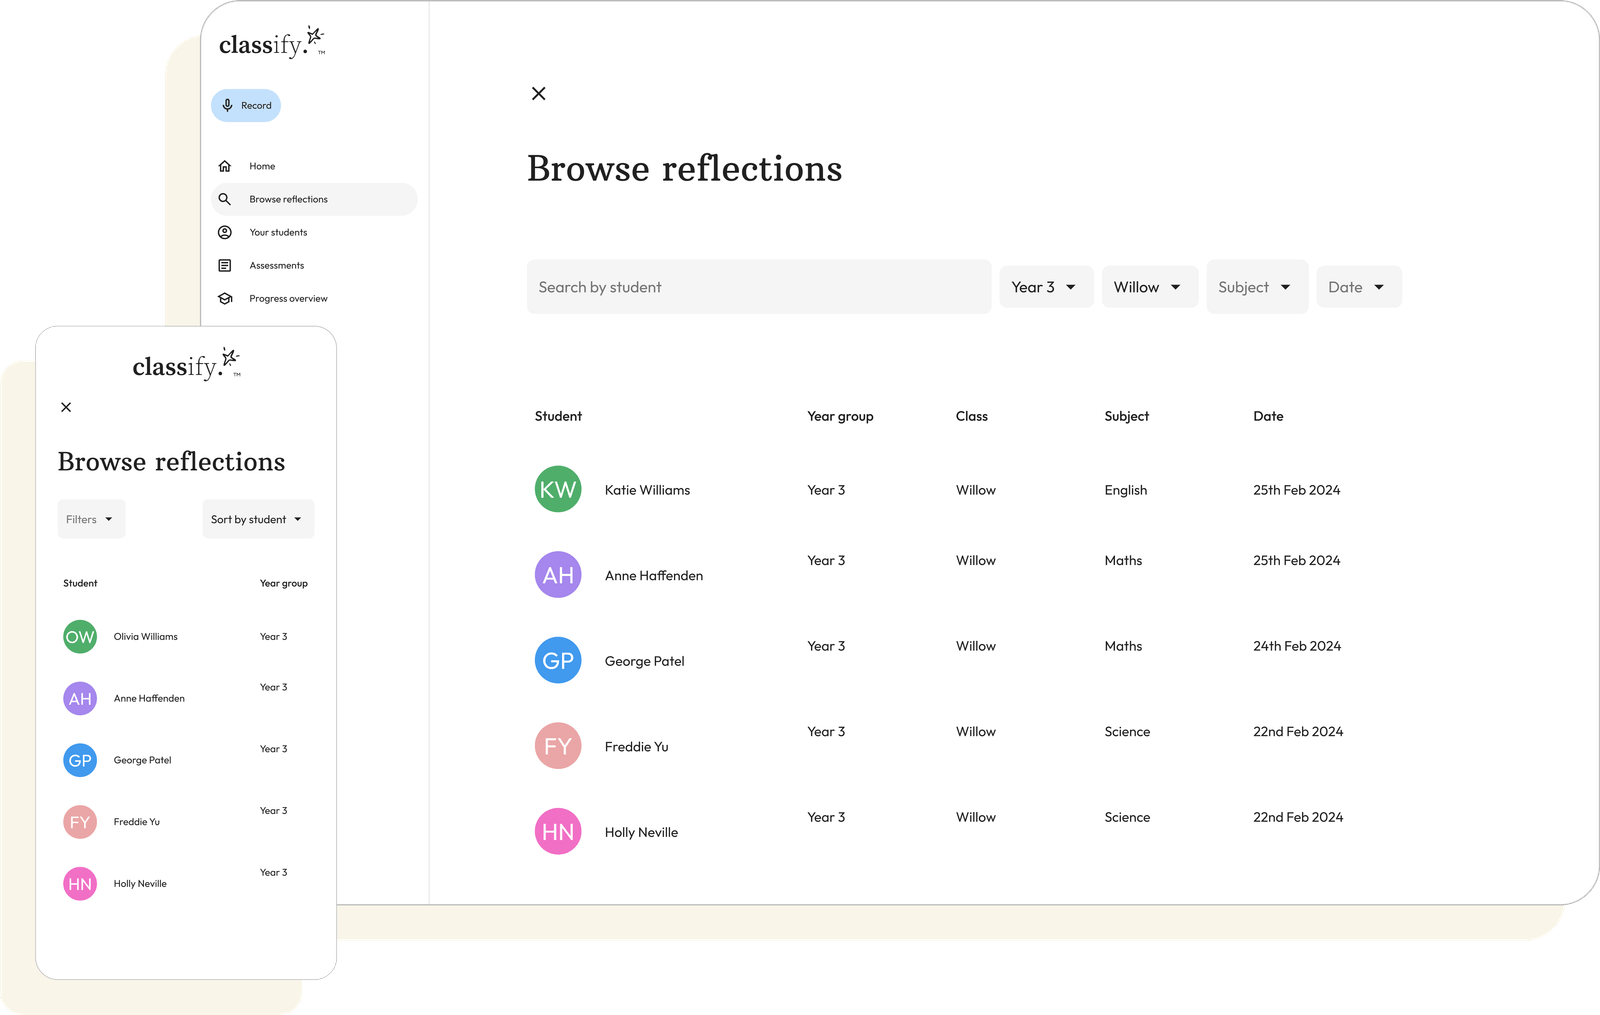 classify.™
Record
Home
Browse reflections
Your students
Assessments
Progress overview
Browse reflections
Search by student
Year 3
Willow
Subject
Date
Student Year group Class Subject Date
KW Katie Williams Year 3 Willow English 25th Feb 2024
AH Anne Haffenden Year 3 Willow Maths 25th Feb 2024
GP George Patel Year 3 Willow Maths 24th Feb 2024
FY Freddie Yu Year 3 Willow Science 22nd Feb 2024
HN Holly Neville Year 3 Willow Science 22nd Feb 2024
classify.™
Browse reflections
Filters
Sort by student
Student Year group
OW Olivia Williams Year 3
AH Anne Haffenden Year 3
GP George Patel Year 3
FY Freddie Yu Year 3
HN Holly Neville Year 3